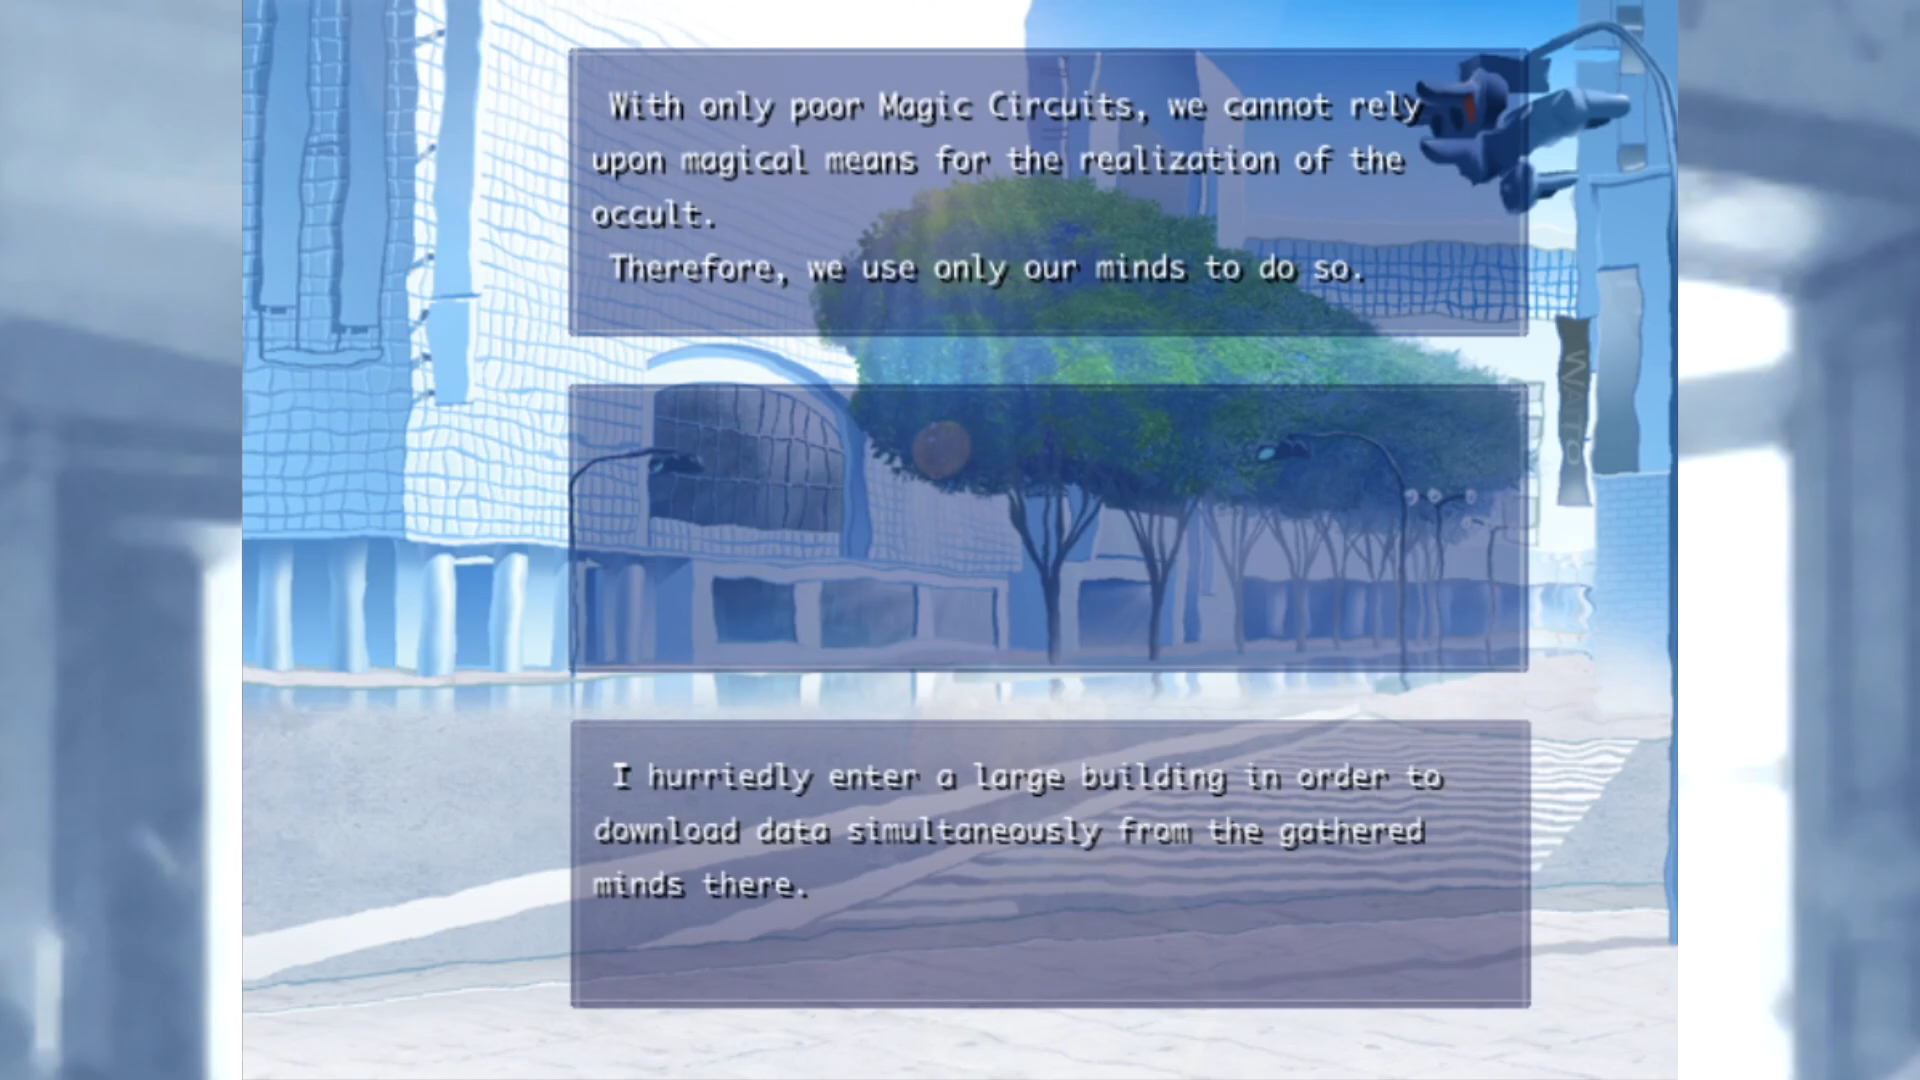 With only poor Magic Circuits, we cannot rely
upon magical means for the realization of the
occult.
Therefore, we use only our minds to do so.
I hurriedly enter a large building in order to
download data simultaneously from the gathered
minds there.